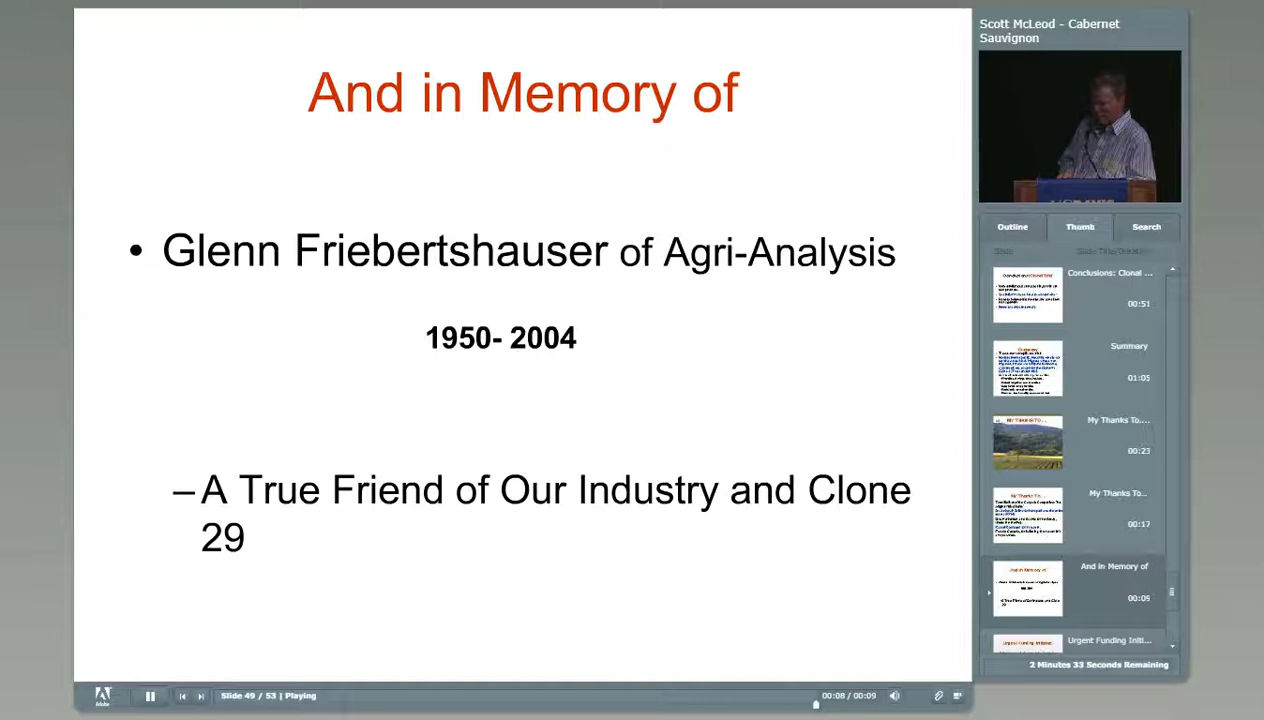 And in Memory of
• Glenn Friebertshauser of Agri-Analysis
1950- 2004
–A True Friend of Our Industry and Clone
29
Scott McLeod - Cabernet
Sauvignon
Outline
Thumb
Search
Conclusions: Clonal ...
00:51
Summary
01:05
My Thanks To....
00:23
My Thanks To...
00:17
And in Memory of
00:09
Urgent Funding Initi...
2 Minutes 33 Seconds Remaining
Adobe
Slide 49 / 53 | Playing
00:08 / 00:09